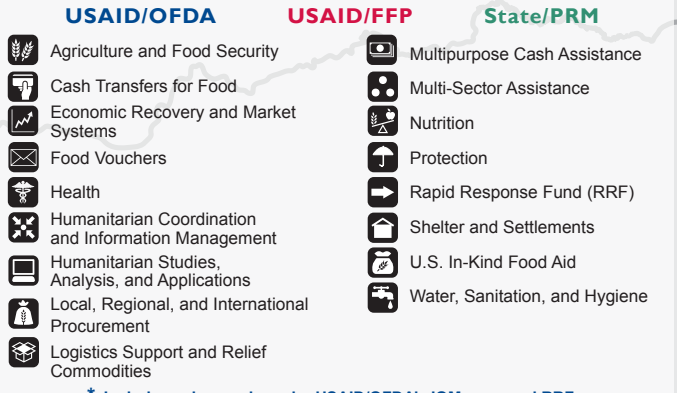 USAID/OFDA USAID/FFP State/PRM
Agriculture and Food Security
Cash Transfers for Food
Economic Recovery and Market
Systems
Food Vouchers
Health
Humanitarian Coordination
and Information Management
Humanitarian Studies,
Analysis, and Applications
Local, Regional, and International
Procurement
Logistics Support and Relief
Commodities
Multipurpose Cash Assistance
Multi-Sector Assistance
Nutrition
Protection
Rapid Response Fund (RRF)
Shelter and Settlements
U.S. In-Kind Food Aid
Water, Sanitation, and Hygiene